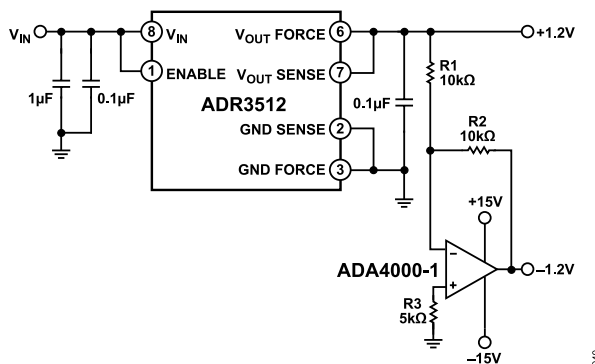 VIN
8
VIN
VOUT FORCE
6
+1.2V
1
ENABLE
VOUT SENSE
7
R1
10kΩ
1µF
0.1µF
ADR3512
0.1µF
GND SENSE
2
R2
10kΩ
GND FORCE
3
+15V
ADA4000-1
–
+
–1.2V
R3
5kΩ
–15V